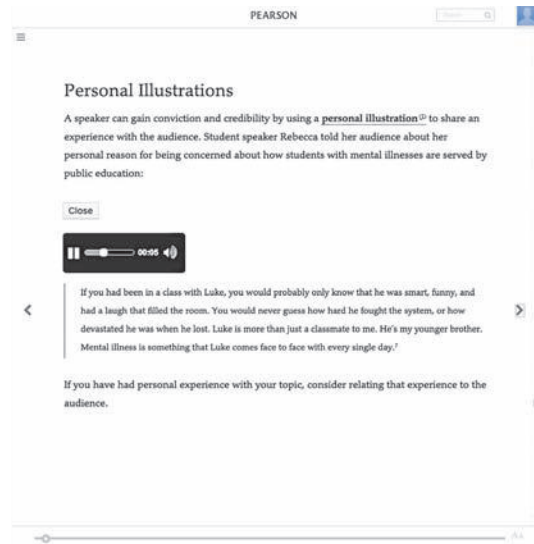 PEARSON
Personal Illustrations
A speaker can gain conviction and credibility by using a personal illustration to share an
experience with the audience. Student speaker Rebecca told her audience about her
personal reason for being concerned about how students with mental illnesses are served by
public education:
Close
00:05
If you had been in a class with Luke, you would probably only know that he was smart, funny, and
had a laugh that filled the room. You would never guess how hard he fought the system, or how
devastated he was when he lost. Luke is more than just a classmate to me. He's my younger brother.
Mental illness is something that Luke comes face to face with every single day.⁷
If you have had personal experience with your topic, consider relating that experience to the
audience.